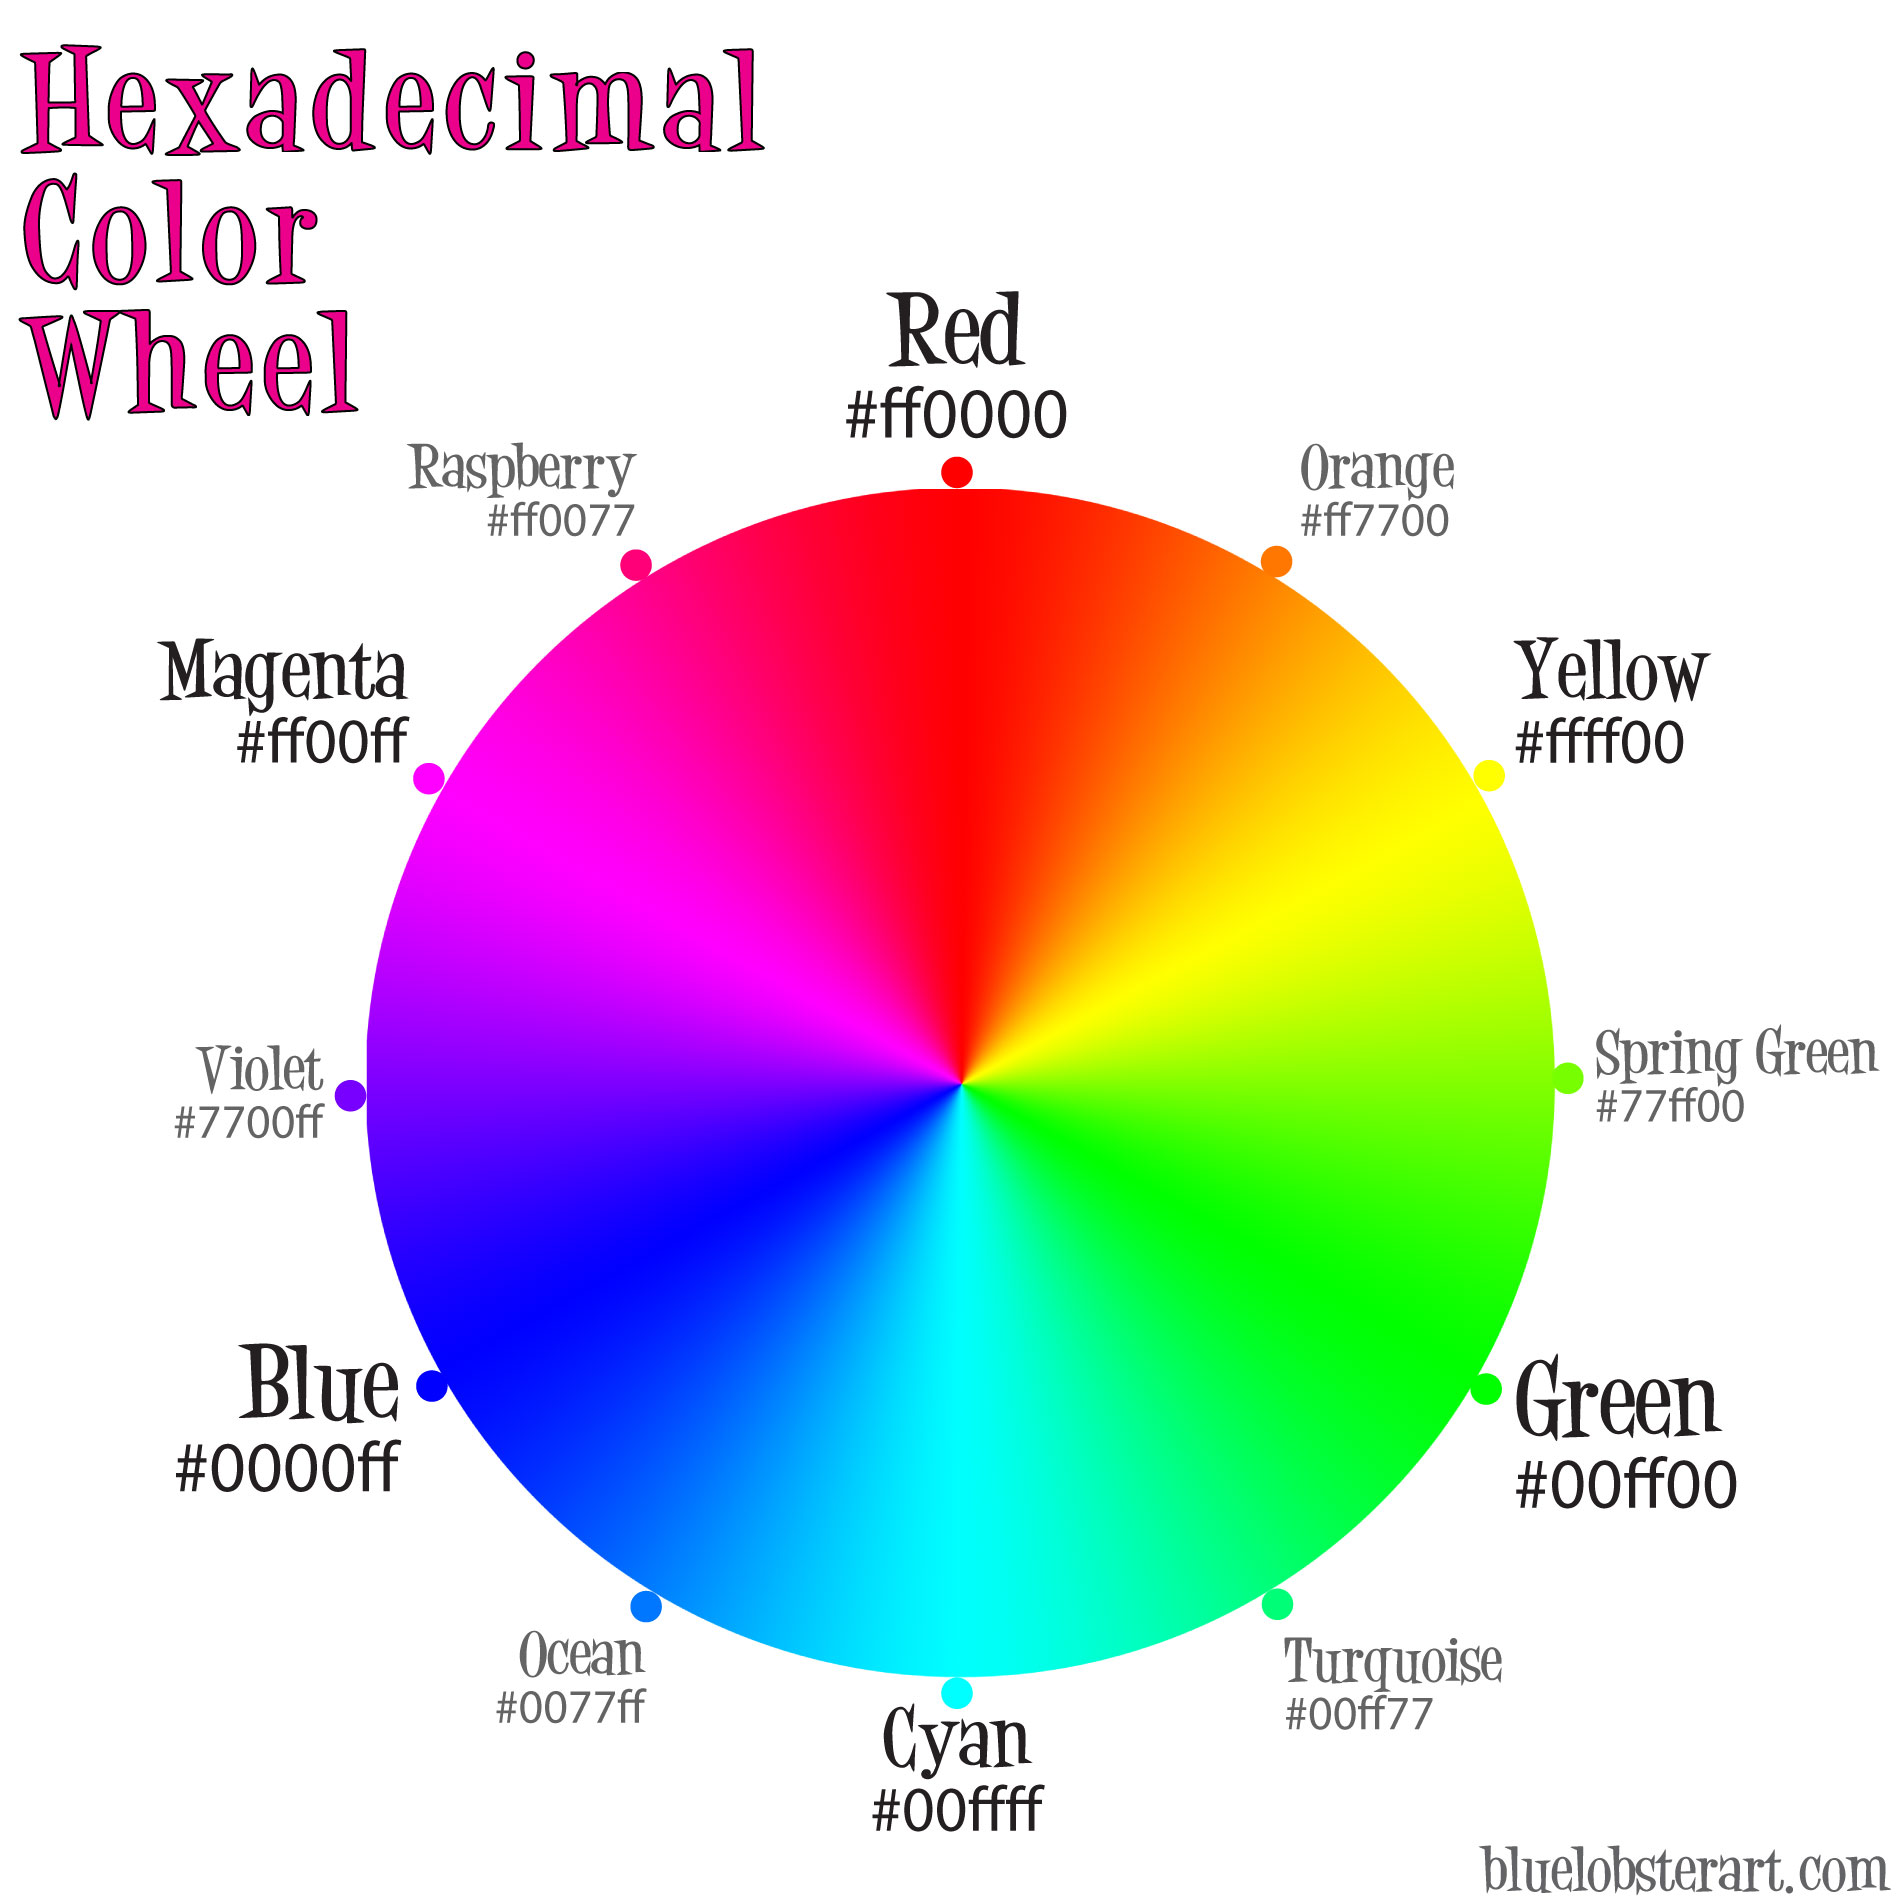 Hexadecimal
Color
Wheel
Red
#ff0000
Raspberry
#ff0077
Orange
#ff7700
Magenta
#ff00ff
Yellow
#ffff00
Violet
#7700ff
Spring Green
#77ff00
Blue
#0000ff
Green
#00ff00
Ocean
#0077ff
Turquoise
#00ff77
Cyan
#00ffff
bluelobsterart.com